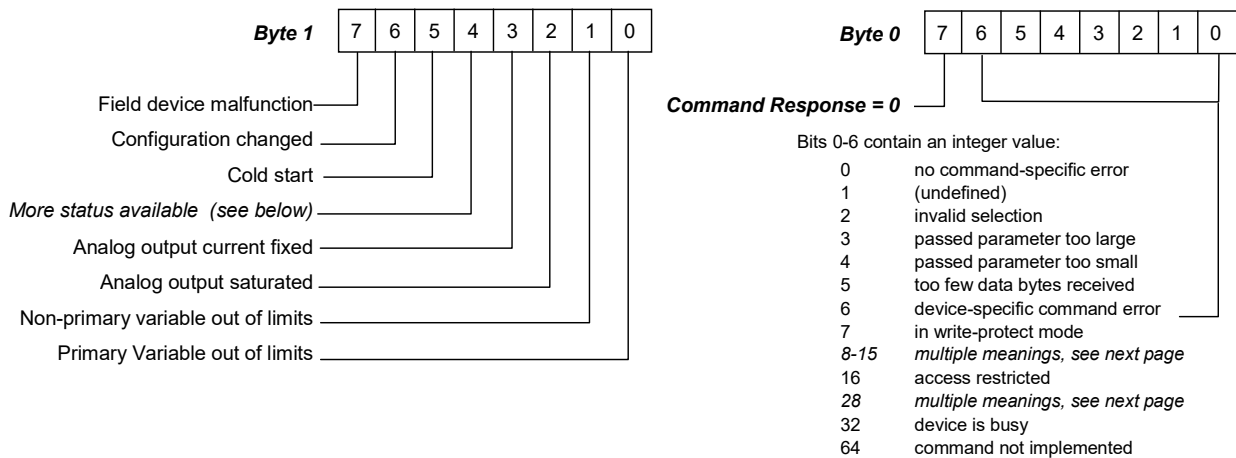 Byte 1 7 6 5 4 3 2 1 0
Field device malfunction
Configuration changed
Cold start
More status available (see below)
Analog output current fixed
Analog output saturated
Non-primary variable out of limits
Primary Variable out of limits
Byte 0 7 6 5 4 3 2 1 0
Command Response = 0
Bits 0-6 contain an integer value:
0 no command-specific error
1 (undefined)
2 invalid selection
3 passed parameter too large
4 passed parameter too small
5 too few data bytes received
6 device-specific command error
7 in write-protect mode
8-15 multiple meanings, see next page
16 access restricted
28 multiple meanings, see next page
32 device is busy
64 command not implemented